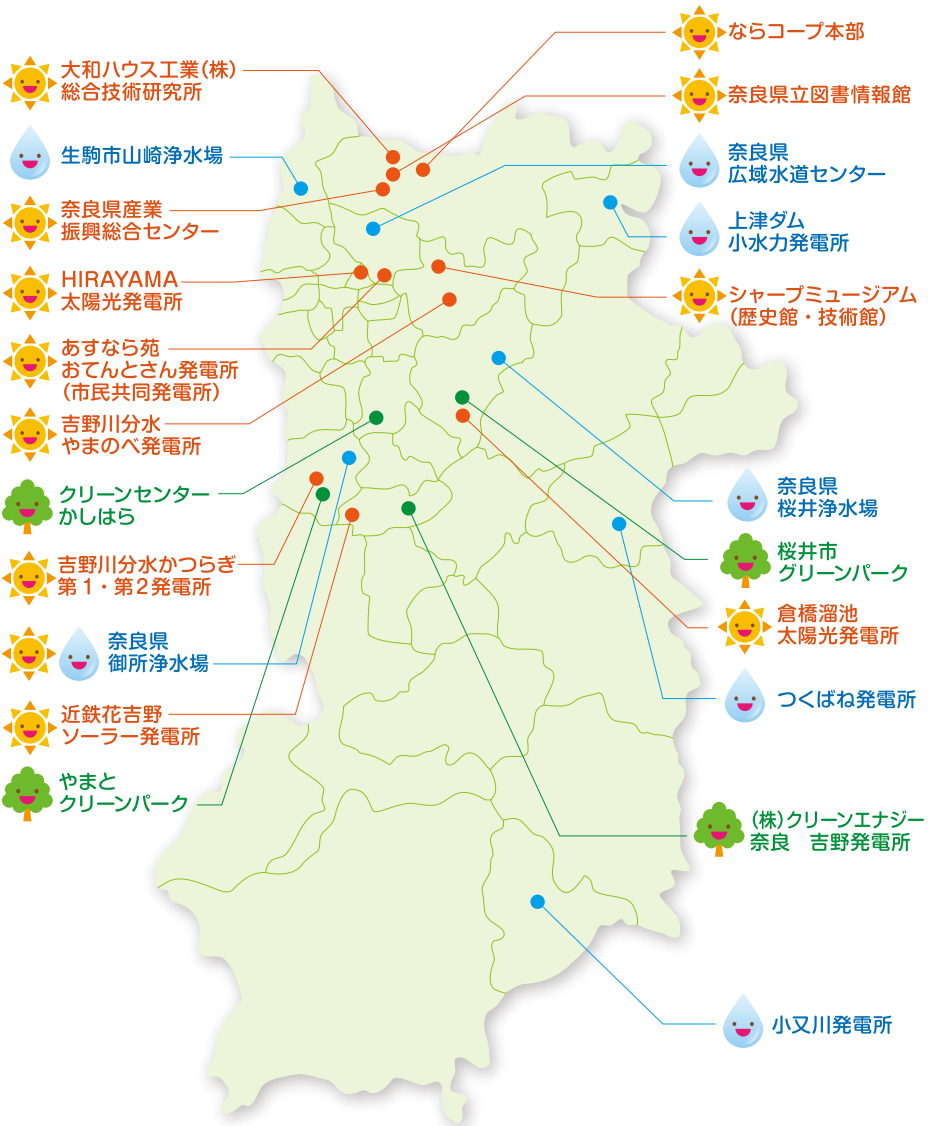 大和ハウス工業(株)
総合技術研究所
生駒市山崎浄水場
奈良県産業
振興総合センター
HIRAYAMA
太陽光発電所
あすなら苑
おてんとさん発電所
(市民共同発電所)
吉野川分水
やまのべ発電所
クリーンセンター
かしはら
吉野川分水かつらぎ
第1・第2発電所
奈良県
御所浄水場
近鉄花吉野
ソーラー発電所
やまと
クリーンパーク
ならコープ本部
奈良県立図書情報館
奈良県
広域水道センター
上津ダム
小水力発電所
シャープミュージアム
(歴史館・技術館)
奈良県
桜井浄水場
桜井市
グリーンパーク
倉橋溜池
太陽光発電所
つくばね発電所
(株)クリーンエナジー
奈良　吉野発電所
小又川発電所